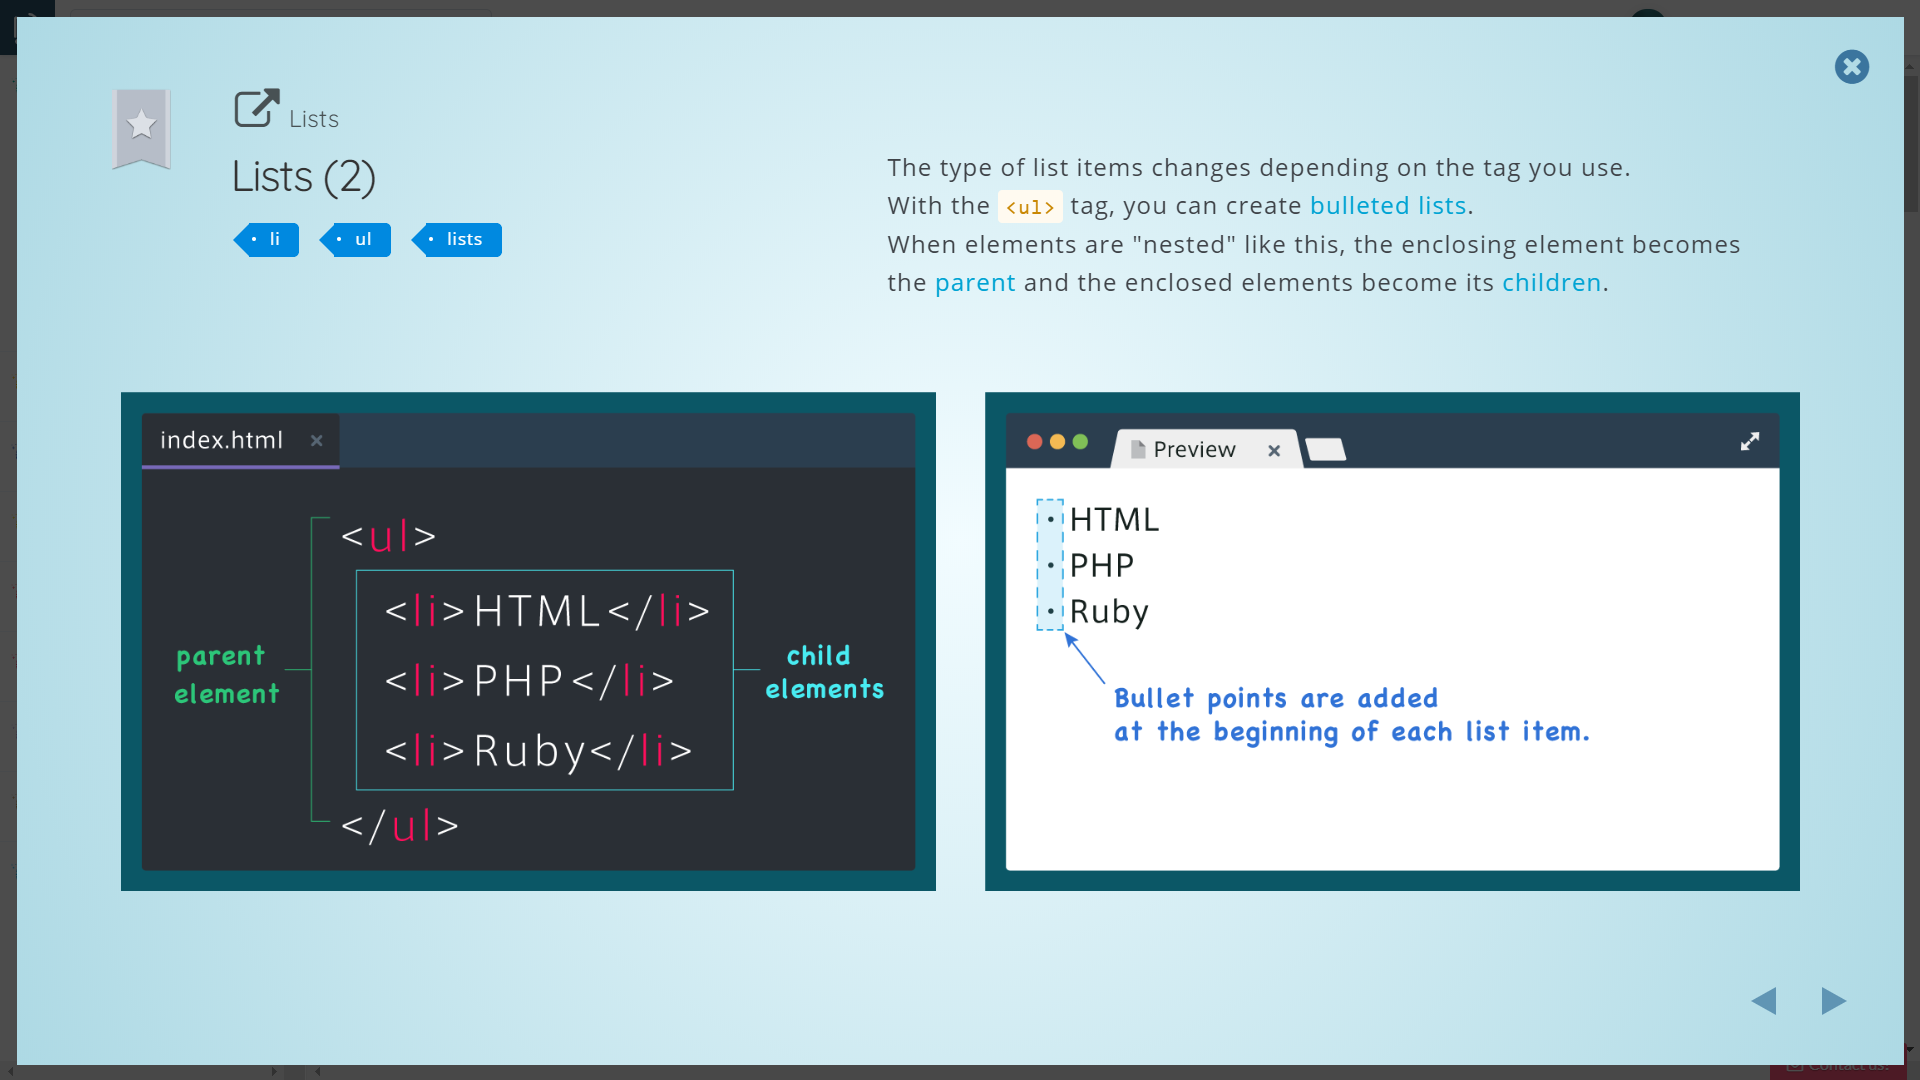 Lists
Lists (2)
li
ul
lists
The type of list items changes depending on the tag you use.
With the <ul> tag, you can create bulleted lists.
When elements are "nested" like this, the enclosing element becomes
the parent and the enclosed elements become its children.
index.html
<ul>
<li>HTML</li>
<li>PHP</li>
<li>Ruby</li>
</ul>
parent
element
child
elements
Preview
• HTML
• PHP
• Ruby
Bullet points are added
at the beginning of each list item.
Contact us!